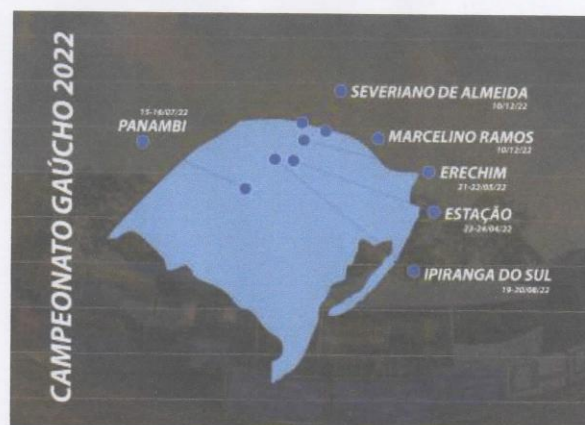 CAMPEONATO GAÚCHO 2022
SEVERIANO DE ALMEIDA
10/12/22
15-16/07/22
PANAMBI
MARCELINO RAMOS
10/12/22
ERECHIM
21-22/05/22
ESTAÇÃO
23-24/04/22
IPIRANGA DO SUL
19-20/08/22